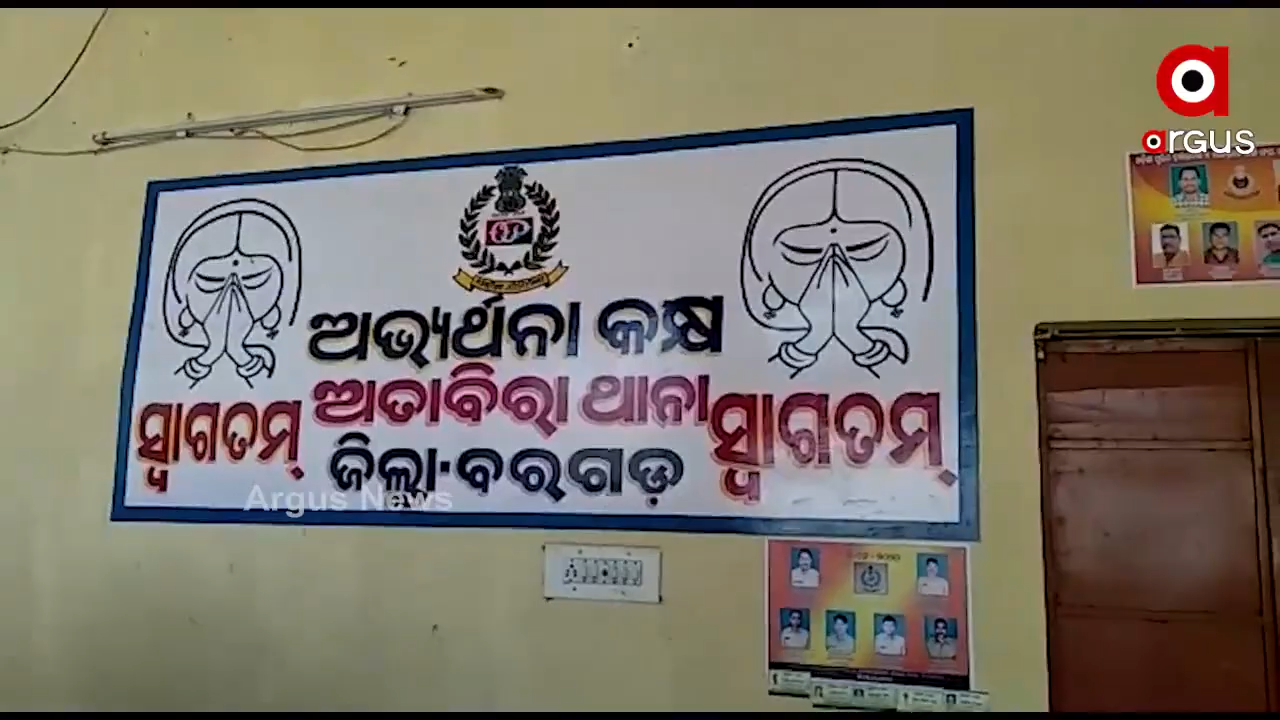 argus
ଅଭ୍ୟର୍ଥନା କକ୍ଷ
ଅତାବିରା ଥାନା
ସ୍ୱାଗତମ୍
ସ୍ୱାଗତମ୍
ଜିଲ୍ଲା-ବରଗଡ଼
Argus News